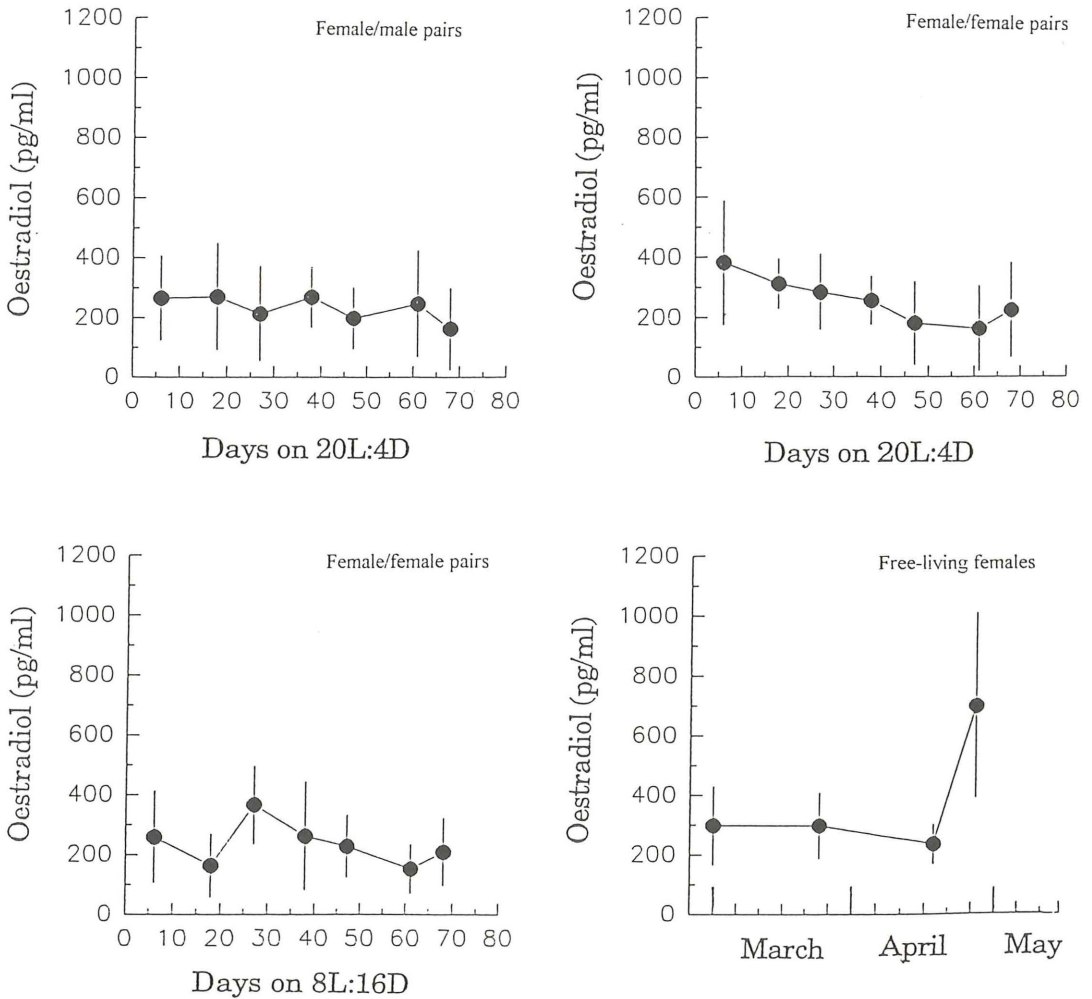 Female/male pairs
Oestradiol (pg/ml)
1200
1000
800
600
400
200
0
0 10 20 30 40 50 60 70 80
Days on 20L:4D
Female/female pairs
Oestradiol (pg/ml)
1200
1000
800
600
400
200
0
0 10 20 30 40 50 60 70 80
Days on 20L:4D
Female/female pairs
Oestradiol (pg/ml)
1200
1000
800
600
400
200
0
0 10 20 30 40 50 60 70 80
Days on 8L:16D
Free-living females
Oestradiol (pg/ml)
1200
1000
800
600
400
200
0
March April May